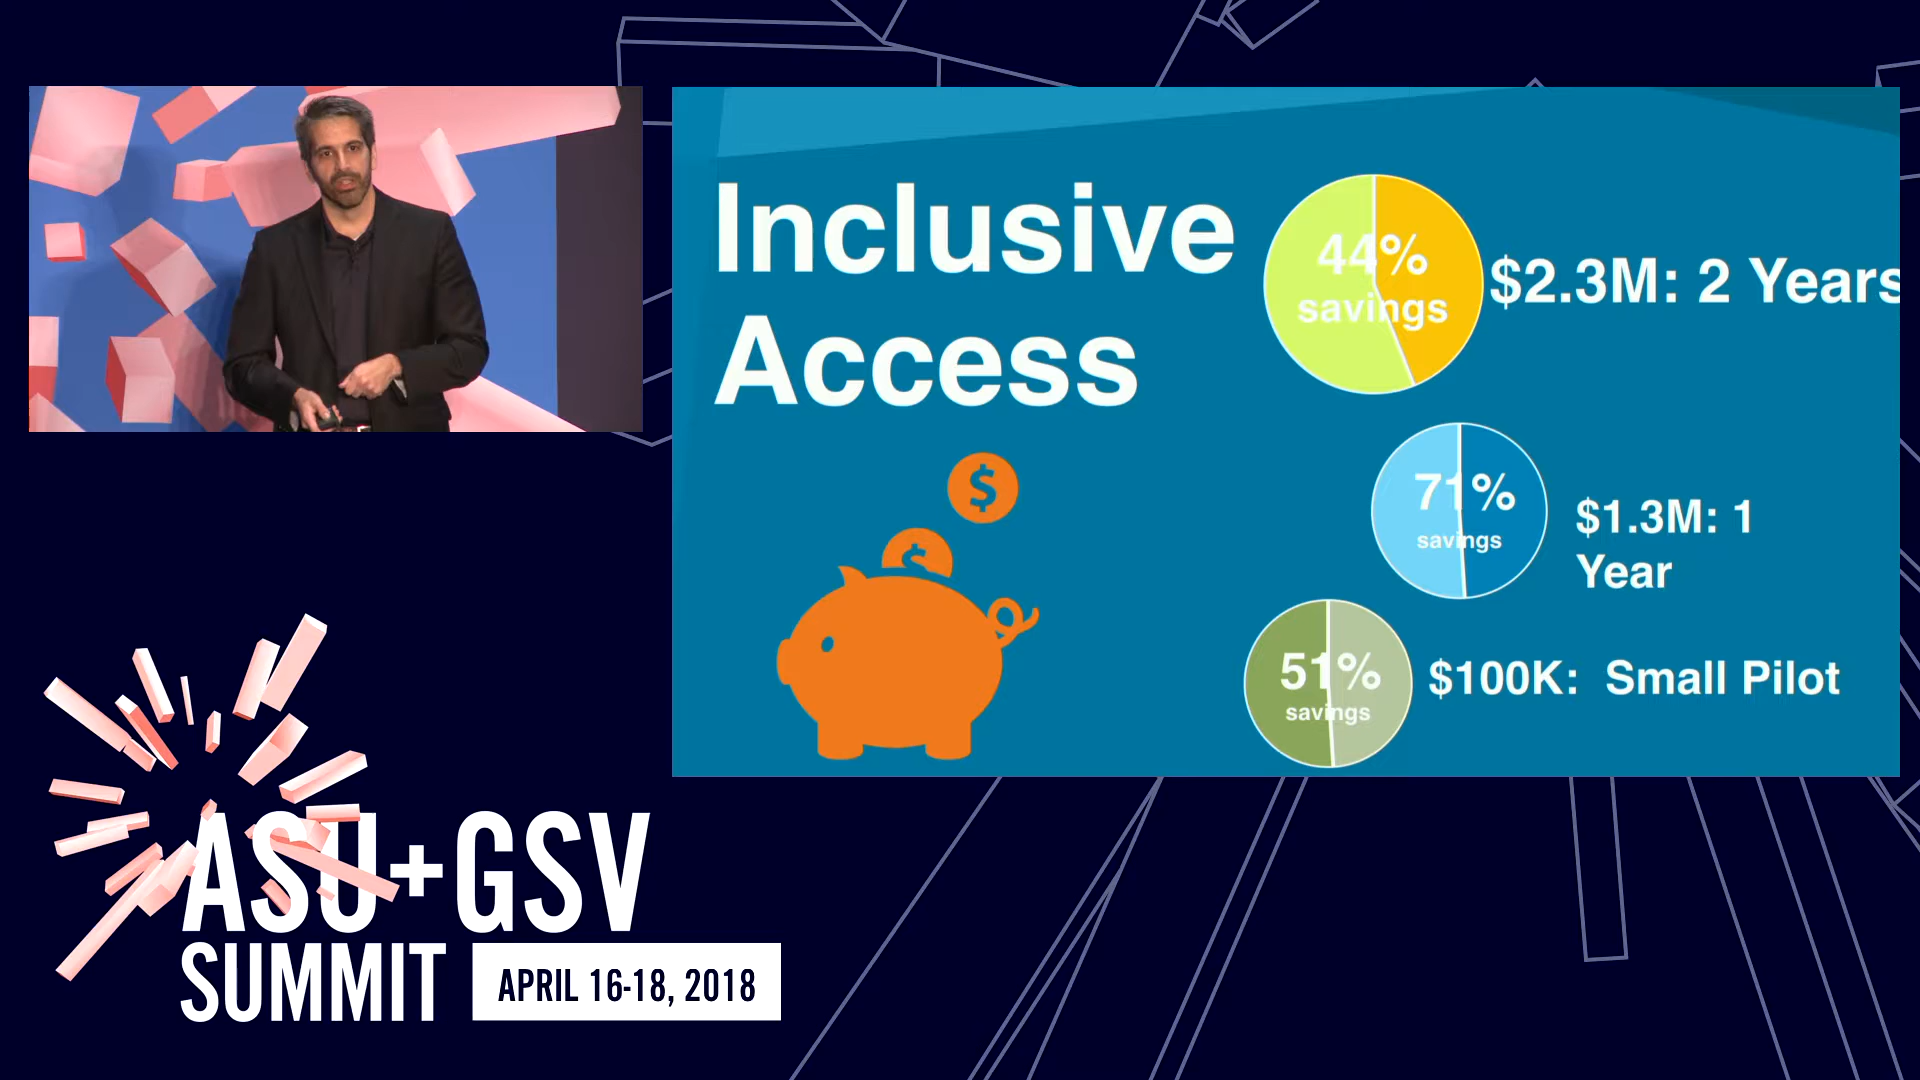 Inclusive
Access
44%
savings
$2.3M: 2 Years
71%
savings
$1.3M: 1
Year
51%
savings
$100K: Small Pilot
$
$
ASU+GSV
SUMMIT
APRIL 16-18, 2018